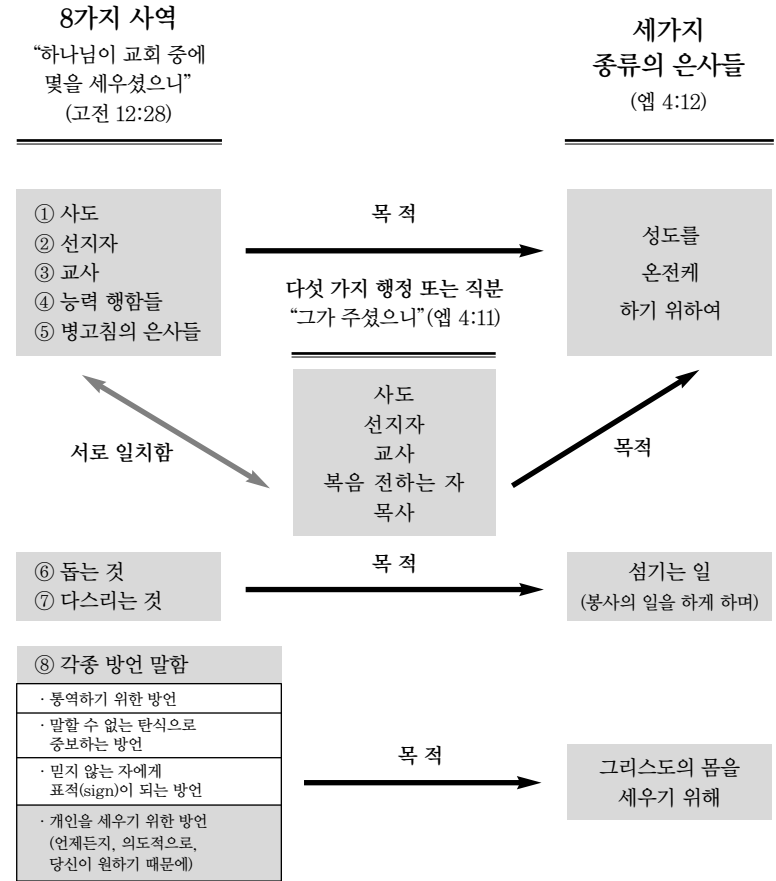 8가지 사역
“하나님이 교회 중에
몇을 세우셨으니”
(고전 12:28)
세가지
종류의 은사들
(엡 4:12)
① 사도
② 선지자
③ 교사
④ 능력 행함들
⑤ 병고침의 은사들
목 적
성도를
온전케
하기 위하여
다섯 가지 행정 또는 직분
“그가 주셨으니”(엡 4:11)
사도
선지자
교사
복음 전하는 자
목사
서로 일치함
목적
⑥ 돕는 것
⑦ 다스리는 것
목 적
섬기는 일
(봉사의 일을 하게 하며)
⑧ 각종 방언 말함
· 통역하기 위한 방언
· 말할 수 없는 탄식으로
중보하는 방언
· 믿지 않는 자에게
표적(sign)이 되는 방언
· 개인을 세우기 위한 방언
(언제든지, 의도적으로,
당신이 원하기 때문에)
목 적
그리스도의 몸을
세우기 위해